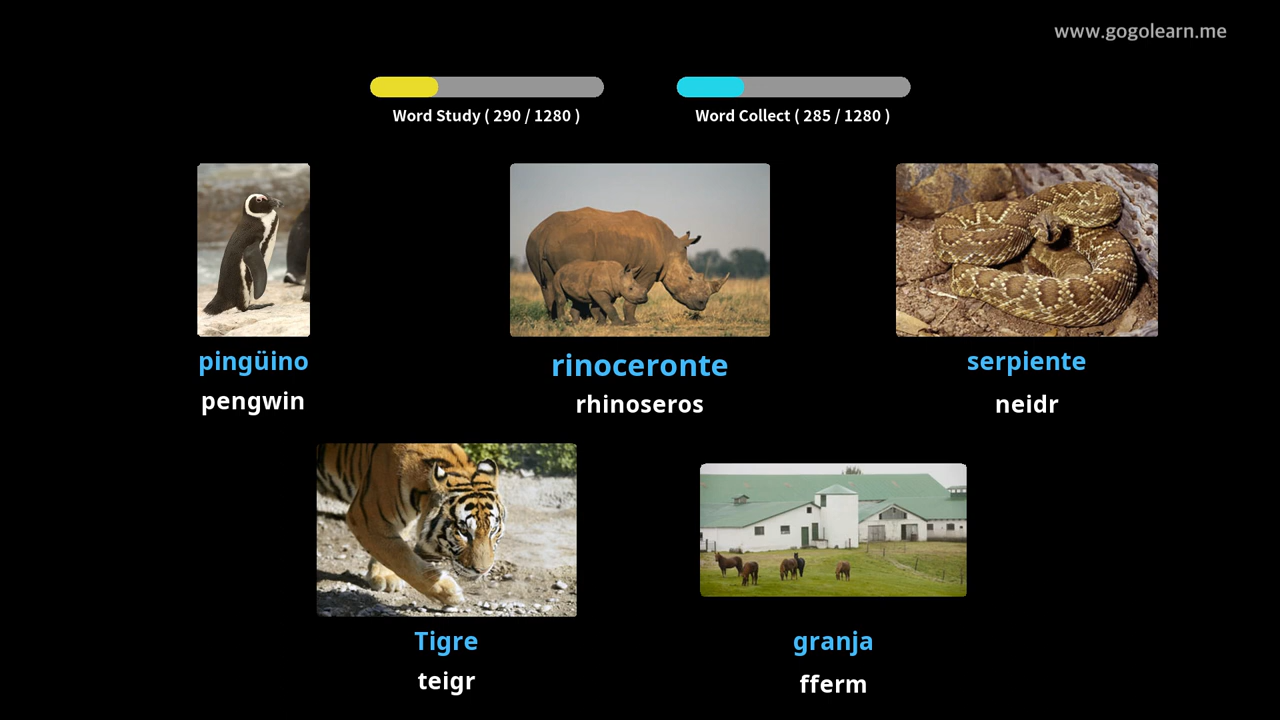 www.gogolearn.me
Word Study ( 290 / 1280 )
Word Collect ( 285 / 1280 )
pingüino
pengwin
rinoceronte
rhinoseros
serpiente
neidr
Tigre
teigr
granja
fferm